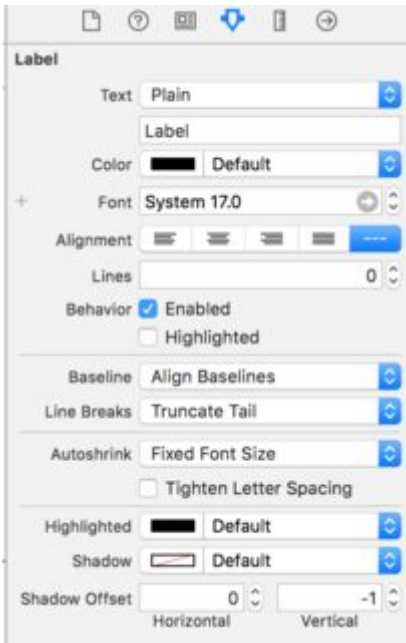 Label
Text Plain
Label
Color Default
+ Font System 17.0
Alignment ---
Lines 0
Behavior Enabled
Highlighted
Baseline Align Baselines
Line Breaks Truncate Tail
Autoshrink Fixed Font Size
Tighten Letter Spacing
Highlighted Default
Shadow Default
Shadow Offset 0 -1
Horizontal Vertical